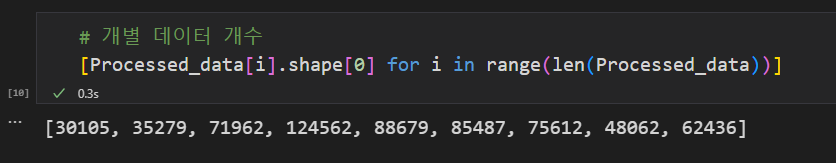 # 개별 데이터 개수
[Processed_data[i].shape[0] for i in range(len(Processed_data))]
[10] ✓ 0.3s
... [30105, 35279, 71962, 124562, 88679, 85487, 75612, 48062, 62436]